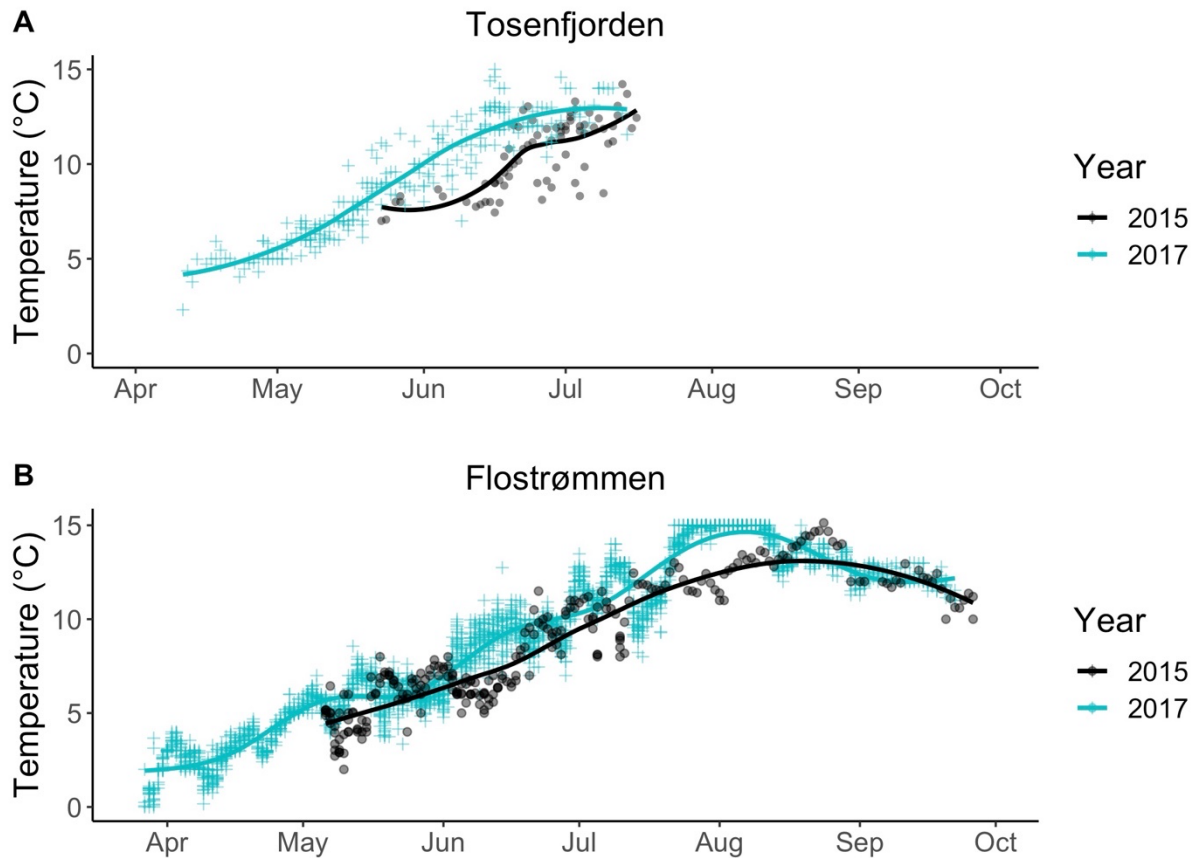 A
Tosenfjorden
Temperature (°C)
15
10
5
0
Apr May Jun Jul Aug Sep Oct
Year
2015
2017
B
Flostrømmen
Temperature (°C)
15
10
5
0
Apr May Jun Jul Aug Sep Oct
Year
2015
2017